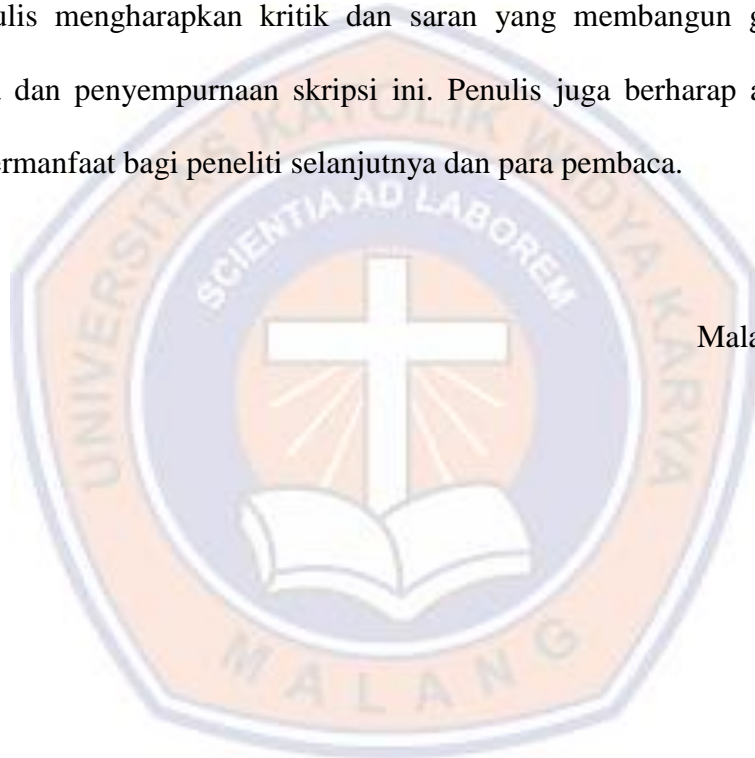 ulis mengharapkan kritik dan saran yang membangun g
dan penyempurnaan skripsi ini. Penulis juga berharap a
ermanfaat bagi peneliti selanjutnya dan para pembaca.
UNIVERSITAS KATOLIK WIDYA KARYA
SCIENTIA AD LABOREM
Mala
MALANG